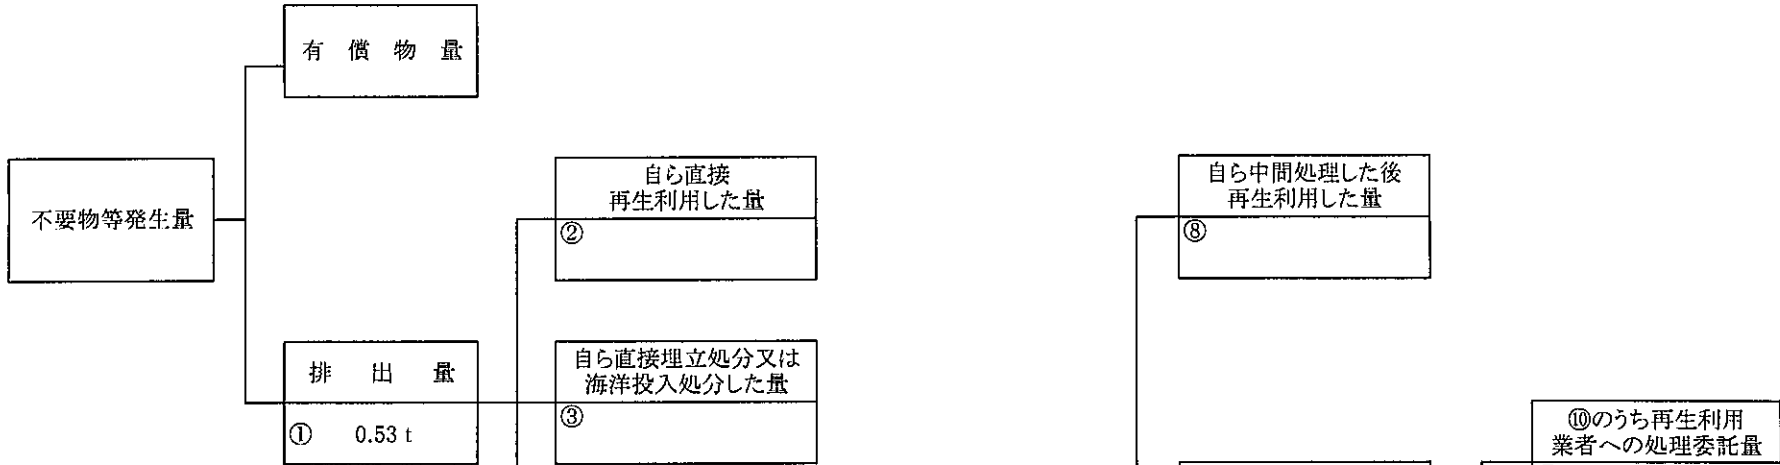 有償物量
不要物等発生量
排出量
① 0.53 t
自ら直接
再生利用した量
②
自ら直接埋立処分又は
海洋投入処分した量
③
自ら中間処理した後
再生利用した量
⑧
⑩のうち再生利用
業者への処理委託量